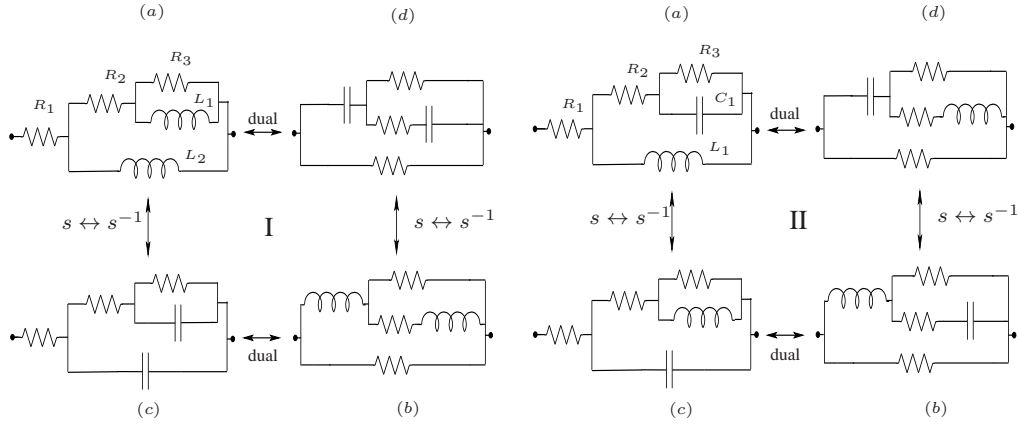 (a) (d) (a) (d)
R₃ R₃
R₂ R₂
R₁ L₁ R₁ C₁
dual dual
L₂ L₁
s ↔ s⁻¹ I s ↔ s⁻¹ s ↔ s⁻¹ II s ↔ s⁻¹
dual dual
(c) (b) (c) (b)